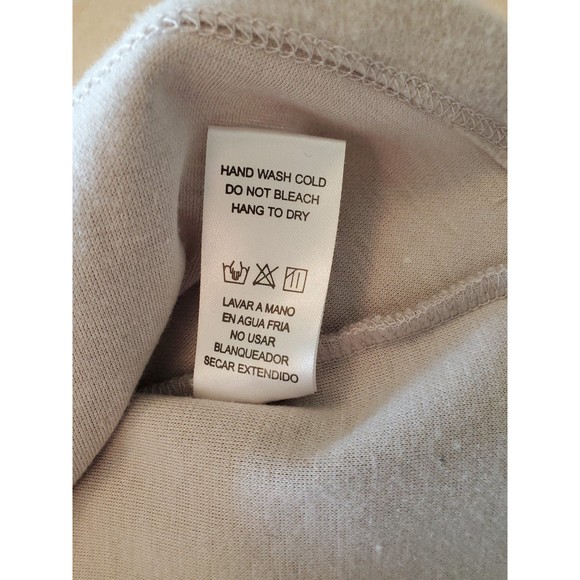 HAND WASH COLD
DO NOT BLEACH
HANG TO DRY
LAVAR A MANO
EN AGUA FRIA
NO USAR
BLANQUEADOR
SECAR EXTENDIDO